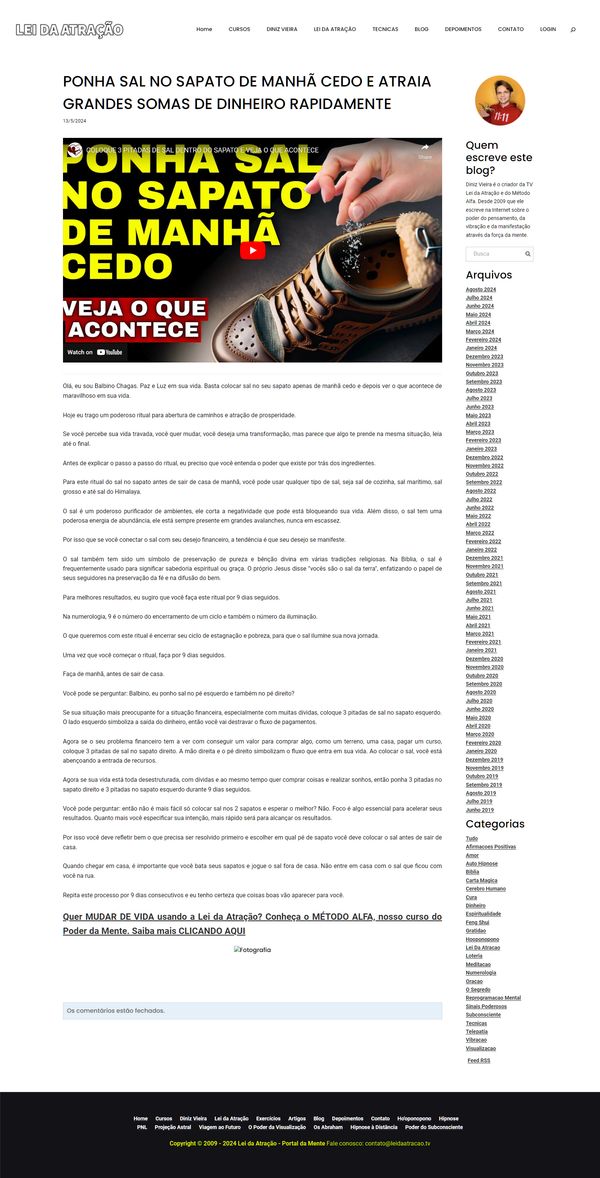 LEI DA ATRAÇÃO
Home CURSOS DINIZ VIEIRA LEI DA ATRAÇÃO TECNICAS BLOG DEPOIMENTOS CONTATO LOGIN
PONHA SAL NO SAPATO DE MANHÃ CEDO E ATRAIA
GRANDES SOMAS DE DINHEIRO RAPIDAMENTE
13/5/2024
COLOQUE 3 PITADAS DE SAL DENTRO DO SAPATO E VEJA O QUE ACONTECE
Share
PONHA SAL
NO SAPATO
DE MANHÃ
CEDO
VEJA O QUE
ACONTECE
Watch on YouTube
Olá, eu sou Balbino Chagas. Paz e Luz em sua vida. Basta colocar sal no seu sapato apenas de manhã cedo e depois ver o que acontece de
maravilhoso em sua vida.
Hoje eu trago um poderoso ritual para abertura de caminhos e atração de prosperidade.
Se você percebe sua vida travada, você quer mudar, você deseja uma transformação, mas parece que algo te prende na mesma situação, leia
até o final.
Antes de explicar o passo a passo do ritual, eu preciso que você entenda o poder que existe por trás dos ingredientes.
Para este ritual do sal no sapato antes de sair de casa de manhã, você pode usar qualquer tipo de sal, seja sal de cozinha, sal marítimo, sal
grosso e até sal do Himalaya.
O sal é um poderoso purificador de ambientes, ele corta a negatividade que pode está bloqueando sua vida. Além disso, o sal tem uma
poderosa energia de abundância, ele está sempre presente em grandes avalanches, nunca em escassez.
Por isso que se você conectar o sal com seu desejo financeiro, a tendência é que seu desejo se manifeste.
O sal também tem sido um símbolo de preservação de pureza e bênção divina em várias tradições religiosas. Na Bíblia, o sal é
frequentemente usado para significar sabedoria espiritual ou graça. O próprio Jesus disse "vocês são o sal da terra", enfatizando o papel de
seus seguidores na preservação da fé e na difusão do bem.
Para melhores resultados, eu sugiro que você faça este ritual por 9 dias seguidos.
Na numerologia, 9 é o número do encerramento de um ciclo e também o número da iluminação.
O que queremos com este ritual é encerrar seu ciclo de estagnação e pobreza, para que o sal ilumine sua nova jornada.
Uma vez que você começar o ritual, faça por 9 dias seguidos.
Faça de manhã, antes de sair de casa.
Você pode se perguntar: Balbino, eu ponho sal no pé esquerdo e também no pé direito?
Se sua situação mais preocupante for a situação financeira, especialmente com muitas dívidas, coloque 3 pitadas de sal no sapato esquerdo.
O lado esquerdo simboliza a saída do dinheiro, então você vai destravar o fluxo de pagamentos.
Agora se o seu problema financeiro tem a ver com conseguir um valor para comprar algo, como um terreno, uma casa, pagar um curso,
coloque 3 pitadas de sal no sapato direito. A mão direita e o pé direito simbolizam o fluxo que entra em sua vida. Ao colocar o sal, você está
abençoando a entrada de recursos.
Agora se sua vida está toda desestruturada, com dívidas e ao mesmo tempo quer comprar coisas e realizar sonhos, então ponha 3 pitadas no
sapato direito e 3 pitadas no sapato esquerdo durante 9 dias seguidos.
Você pode perguntar: então não é mais fácil só colocar sal nos 2 sapatos e esperar o melhor? Não. Foco é algo essencial para acelerar seus
resultados. Quanto mais você especificar sua intenção, mais rápido será para alcançar os resultados.
Por isso você deve refletir bem o que precisa ser resolvido primeiro e escolher em qual pé de sapato você deve colocar o sal antes de sair de
casa.
Quando chegar em casa, é importante que você bata seus sapatos e jogue o sal fora de casa. Não entre em casa com o sal que ficou com
você na rua.
Repita este processo por 9 dias consecutivos e eu tenho certeza que coisas boas vão aparecer para você.
Quer MUDAR DE VIDA usando a Lei da Atração? Conheça o MÉTODO ALFA, nosso curso do
Poder da Mente. Saiba mais CLICANDO AQUI
Fotografia
Os comentários estão fechados.
11:11
Quem
escreve este
blog?
Diniz Vieira é o criador da TV
Lei da Atração e do Método
Alfa. Desde 2009 que ele
escreve na Internet sobre o
poder do pensamento, da
vibração e da manifestação
através da força da mente.
Busca
Arquivos
Agosto 2024
Julho 2024
Junho 2024
Maio 2024
Abril 2024
Março 2024
Fevereiro 2024
Janeiro 2024
Dezembro 2023
Novembro 2023
Outubro 2023
Setembro 2023
Agosto 2023
Julho 2023
Junho 2023
Maio 2023
Abril 2023
Março 2023
Fevereiro 2023
Janeiro 2023
Dezembro 2022
Novembro 2022
Outubro 2022
Setembro 2022
Agosto 2022
Julho 2022
Junho 2022
Maio 2022
Abril 2022
Março 2022
Fevereiro 2022
Janeiro 2022
Dezembro 2021
Novembro 2021
Outubro 2021
Setembro 2021
Agosto 2021
Julho 2021
Junho 2021
Maio 2021
Abril 2021
Março 2021
Fevereiro 2021
Janeiro 2021
Dezembro 2020
Novembro 2020
Outubro 2020
Setembro 2020
Agosto 2020
Julho 2020
Junho 2020
Maio 2020
Abril 2020
Março 2020
Fevereiro 2020
Janeiro 2020
Dezembro 2019
Novembro 2019
Outubro 2019
Setembro 2019
Agosto 2019
Julho 2019
Junho 2019
Categorias
Tudo
Afirmacoes Positivas
Amor
Auto Hipnose
Biblia
Carta Magica
Cerebro Humano
Cura
Dinheiro
Espiritualidade
Feng Shui
Gratidao
Hooponopono
Lei Da Atracao
Loteria
Meditacao
Numerologia
Oracao
O Segredo
Reprogramacao Mental
Sinais Poderosos
Subconsciente
Tecnicas
Telepatia
Vibracao
Visualizacao
Feed RSS
Home Cursos Diniz Vieira Lei da Atração Exercícios Artigos Blog Depoimentos Contato Ho'oponopono Hipnose
PNL Projeção Astral Viagem ao Futuro O Poder da Visualização Os Abraham Hipnose à Distância Poder do Subconsciente
Copyright © 2009 - 2024 Lei da Atração - Portal da Mente Fale conosco: contato@leidaatracao.tv